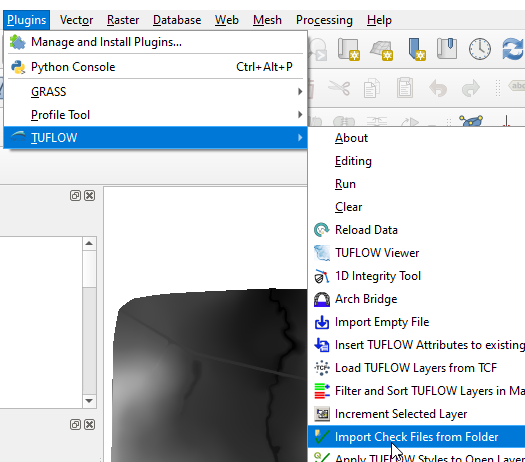 Plugins Vector Raster Database Web Mesh Processing Help
Manage and Install Plugins...
Python Console Ctrl+Alt+P
GRASS
Profile Tool
TUFLOW
About
Editing
Run
Clear
Reload Data
TUFLOW Viewer
1D Integrity Tool
Arch Bridge
Import Empty File
Insert TUFLOW Attributes to existing
TCF Load TUFLOW Layers from TCF
Filter and Sort TUFLOW Layers in Ma
Increment Selected Layer
Import Check Files from Folder
Apply TUFLOW Styles to Open Layer